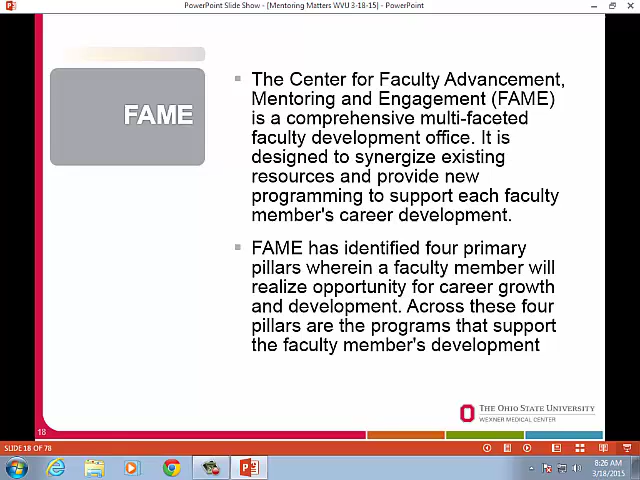 PowerPoint Slide Show - [Mentoring Matters WVU 3-18-15] - PowerPoint
FAME
The Center for Faculty Advancement,
Mentoring and Engagement (FAME)
is a comprehensive multi-faceted
faculty development office. It is
designed to synergize existing
resources and provide new
programming to support each faculty
member's career development.
FAME has identified four primary
pillars wherein a faculty member will
realize opportunity for career growth
and development. Across these four
pillars are the programs that support
the faculty member's development
THE OHIO STATE UNIVERSITY
WEXNER MEDICAL CENTER
18
SLIDE 18 OF 78
8:26 AM
3/18/2015